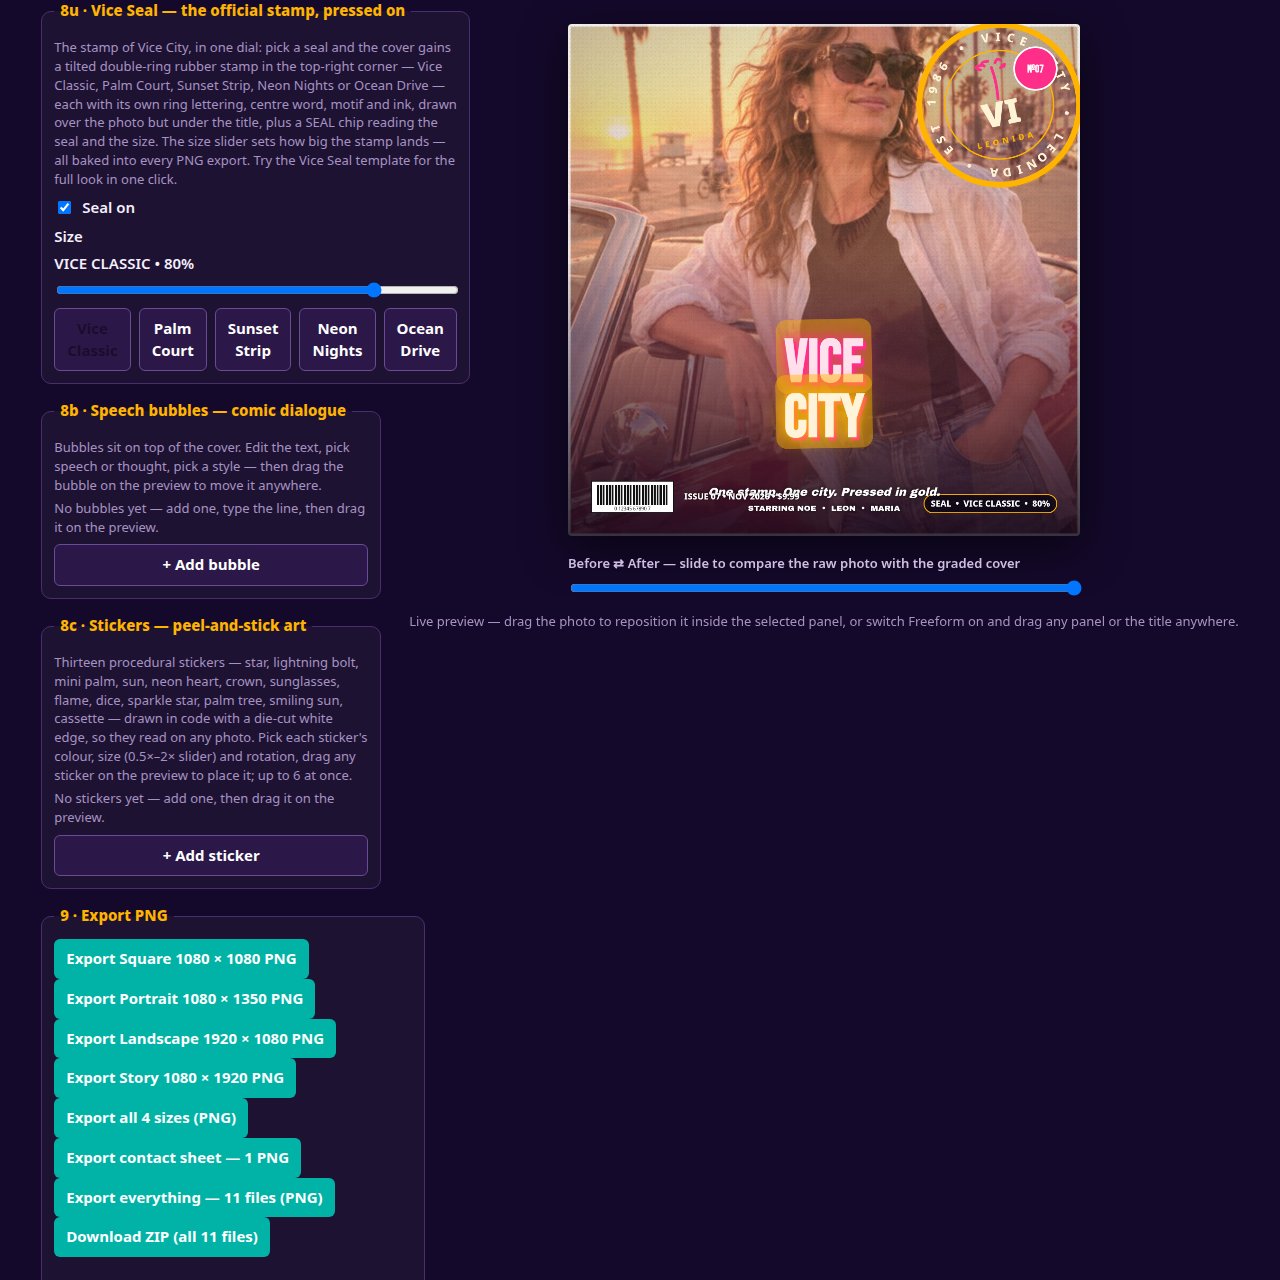 8u · Vice Seal — the official stamp, pressed on
The stamp of Vice City, in one dial: pick a seal and the cover gains
a tilted double-ring rubber stamp in the top-right corner — Vice
Classic, Palm Court, Sunset Strip, Neon Nights or Ocean Drive —
each with its own ring lettering, centre word, motif and ink, drawn
over the photo but under the title, plus a SEAL chip reading the
seal and the size. The size slider sets how big the stamp lands —
all baked into every PNG export. Try the Vice Seal template for the
full look in one click.
Seal on
Size
VICE CLASSIC • 80%
Vice
Classic
Palm
Court
Sunset
Strip
Neon
Nights
Ocean
Drive
8b · Speech bubbles — comic dialogue
Bubbles sit on top of the cover. Edit the text, pick
speech or thought, pick a style — then drag the
bubble on the preview to move it anywhere.
No bubbles yet — add one, type the line, then drag
it on the preview.
+ Add bubble
8c · Stickers — peel-and-stick art
Thirteen procedural stickers — star, lightning bolt,
mini palm, sun, neon heart, crown, sunglasses,
flame, dice, sparkle star, palm tree, smiling sun,
cassette — drawn in code with a die-cut white
edge, so they read on any photo. Pick each sticker's
colour, size (0.5×–2× slider) and rotation, drag any
sticker on the preview to place it; up to 6 at once.
No stickers yet — add one, then drag it on the
preview.
+ Add sticker
9 · Export PNG
Export Square 1080 × 1080 PNG
Export Portrait 1080 × 1350 PNG
Export Landscape 1920 × 1080 PNG
Export Story 1080 × 1920 PNG
Export all 4 sizes (PNG)
Export contact sheet — 1 PNG
Export everything — 11 files (PNG)
Download ZIP (all 11 files)
• VICE TY • LEONIDA • EST 1986
№07
VI
LEONIDA
VICE
CITY
One stamp. One city. Pressed in gold.
ISSUE 07 • NOV 2026 • $9.99
STARRING NOE • LEON • MARIA
SEAL • VICE CLASSIC • 80%
Before ⇄ After — slide to compare the raw photo with the graded cover
Live preview — drag the photo to reposition it inside the selected panel, or switch Freeform on and drag any panel or the title anywhere.